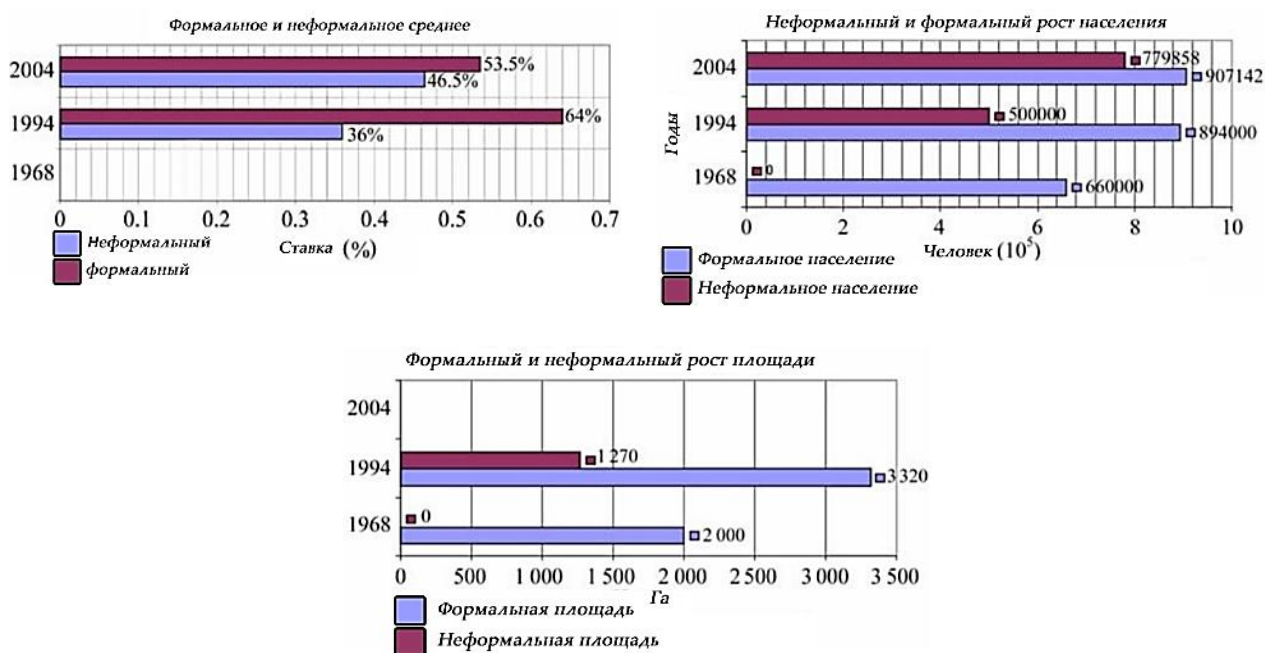 Формальное и неформальное среднее
2004
53.5%
46.5%
1994
64%
36%
1968
0 0.1 0.2 0.3 0.4 0.5 0.6 0.7
Ставка (%)
Неформальный
формальный
Неформальный и формальный рост населения
Годы
2004
779858
907142
1994
500000
894000
1968
0
660000
0 2 4 6 8 10
Человек (10⁵)
Формальное население
Неформальное население
Формальный и неформальный рост площади
2004
1994
1 270
3 320
1968
0
2 000
0 500 1 000 1 500 2 000 2 500 3 000 3 500
Га
Формальная площадь
Неформальная площадь